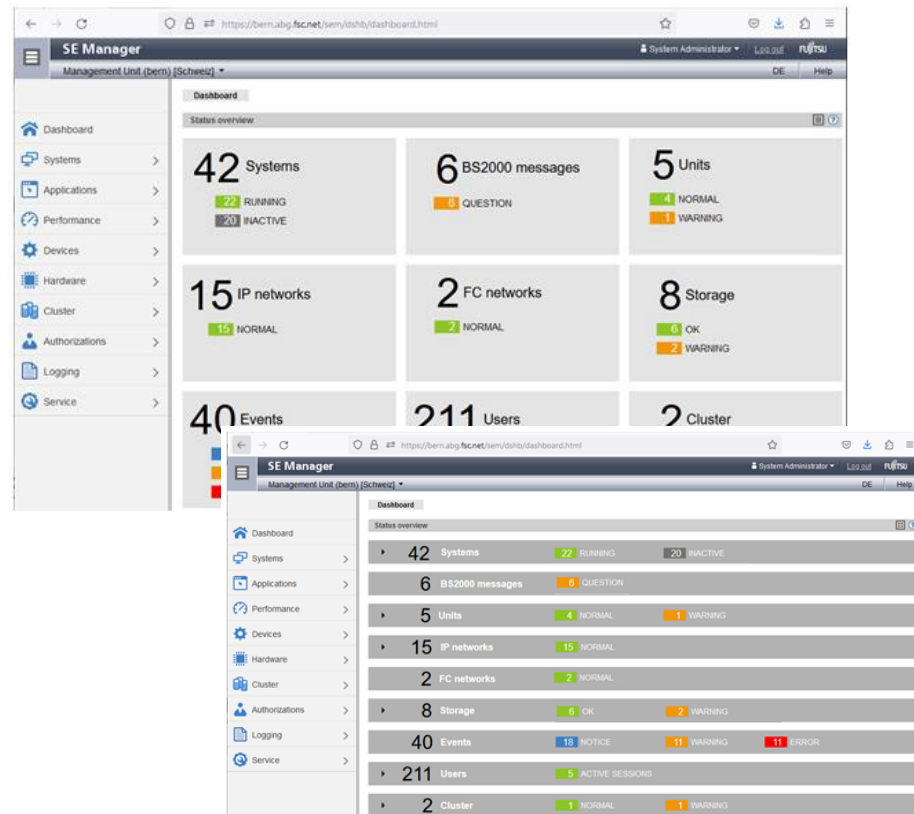 https://bern.abg.fsc.net/sem/dshb/dashboard.html
SE Manager
System Administrator
Log out
FUJITSU
Management Unit (bern) [Schweiz]
DE
Help
Dashboard
Status overview
Dashboard
Systems
Applications
Performance
Devices
Hardware
Cluster
Authorizations
Logging
Service
42 Systems
22 RUNNING
20 INACTIVE
6 BS2000 messages
6 QUESTION
5 Units
4 NORMAL
1 WARNING
15 IP networks
15 NORMAL
2 FC networks
2 NORMAL
8 Storage
6 OK
2 WARNING
40 Events
211 Users
2 Cluster
https://bern.abg.fsc.net/sem/dshb/dashboard.html
SE Manager
System Administrator
Log out
FUJITSU
Management Unit (bern) [Schweiz]
DE
Help
Dashboard
Status overview
Dashboard
Systems
Applications
Performance
Devices
Hardware
Cluster
Authorizations
Logging
Service
42 Systems 22 RUNNING 20 INACTIVE
6 BS2000 messages 6 QUESTION
5 Units 4 NORMAL 1 WARNING
15 IP networks 15 NORMAL
2 FC networks 2 NORMAL
8 Storage 6 OK 2 WARNING
40 Events 18 NOTICE 11 WARNING 11 ERROR
211 Users 5 ACTIVE SESSIONS
2 Cluster 1 NORMAL 1 WARNING